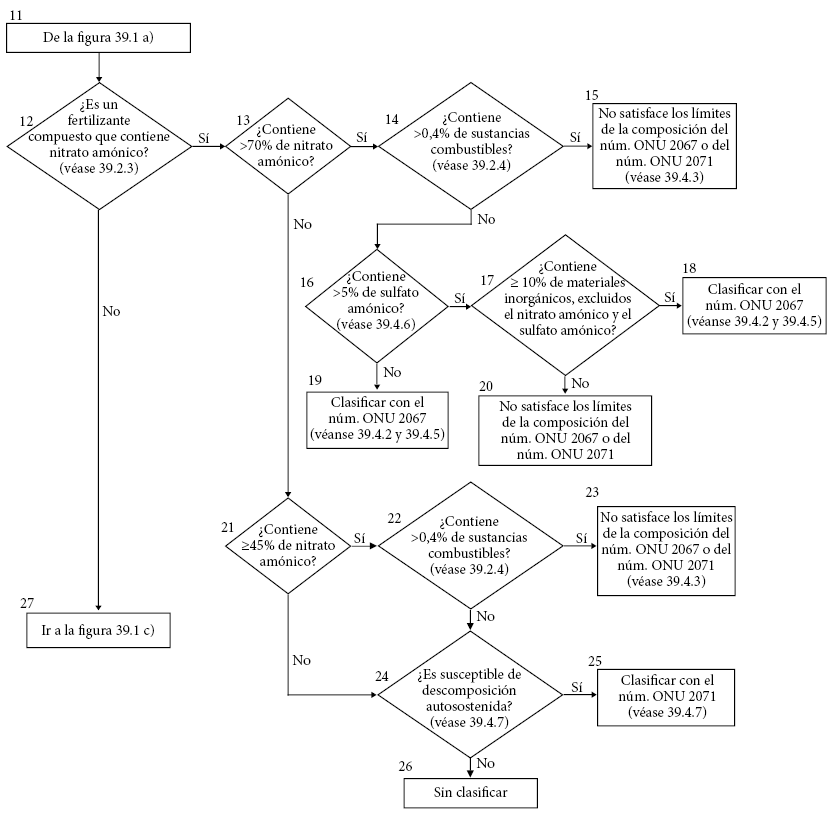 11
De la figura 39.1 a)
12
¿Es un
fertilizante
compuesto que contiene
nitrato amónico?
(véase 39.2.3)
Sí
13
¿Contiene
>70% de nitrato
amónico?
Sí
14
¿Contiene
>0,4% de sustancias
combustibles?
(véase 39.2.4)
Sí
15
No satisface los límites
de la composición del
núm. ONU 2067 o del
núm. ONU 2071
(véase 39.4.3)
No
No
No
16
¿Contiene
>5% de sulfato
amónico?
(véase 39.4.6)
Sí
17
¿Contiene
≥ 10% de materiales
inorgánicos, excluidos
el nitrato amónico y el
sulfato amónico?
Sí
18
Clasificar con el
núm. ONU 2067
(véanse 39.4.2 y 39.4.5)
No
19
Clasificar con el
núm. ONU 2067
(véanse 39.4.2 y 39.4.5)
No
20
No satisface los límites
de la composición del
núm. ONU 2067 o del
núm. ONU 2071
21
¿Contiene
≥45% de nitrato
amónico?
Sí
22
¿Contiene
>0,4% de sustancias
combustibles?
(véase 39.2.4)
Sí
23
No satisface los límites
de la composición del
núm. ONU 2067 o del
núm. ONU 2071
(véase 39.4.3)
27
Ir a la figura 39.1 c)
No
No
24
¿Es susceptible de
descomposición
autosostenida?
(véase 39.4.7)
Sí
25
Clasificar con el
núm. ONU 2071
(véase 39.4.7)
No
26
Sin clasificar